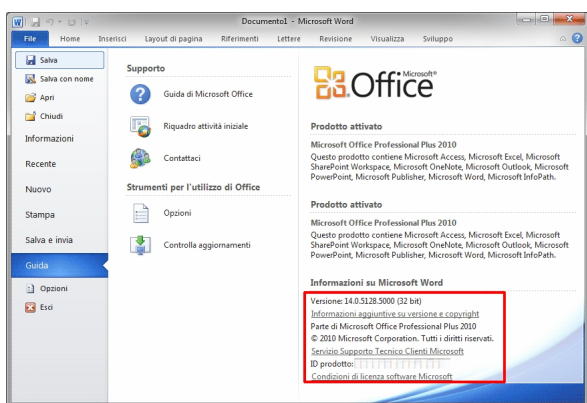 Documento1 - Microsoft Word
File Home Inserisci Layout di pagina Riferimenti Lettere Revisione Visualizza Sviluppo
Salva
Salva con nome
Apri
Chiudi
Informazioni
Recente
Nuovo
Stampa
Salva e invia
Guida
Opzioni
Esci
Supporto
Guida di Microsoft Office
Riquadro attività iniziale
Contattaci
Strumenti per l'utilizzo di Office
Opzioni
Controlla aggiornamenti
Microsoft®
Office
Prodotto attivato
Microsoft Office Professional Plus 2010
Questo prodotto contiene Microsoft Access, Microsoft Excel, Microsoft
SharePoint Workspace, Microsoft OneNote, Microsoft Outlook, Microsoft
PowerPoint, Microsoft Publisher, Microsoft Word, Microsoft InfoPath.
Prodotto attivato
Microsoft Office Professional Plus 2010
Questo prodotto contiene Microsoft Access, Microsoft Excel, Microsoft
SharePoint Workspace, Microsoft OneNote, Microsoft Outlook, Microsoft
PowerPoint, Microsoft Publisher, Microsoft Word, Microsoft InfoPath.
Informazioni su Microsoft Word
Versione: 14.0.5128.5000 (32 bit)
Informazioni aggiuntive su versione e copyright
Parte di Microsoft Office Professional Plus 2010
© 2010 Microsoft Corporation. Tutti i diritti riservati.
Servizio Supporto Tecnico Clienti Microsoft
ID prodotto:
Condizioni di licenza software Microsoft